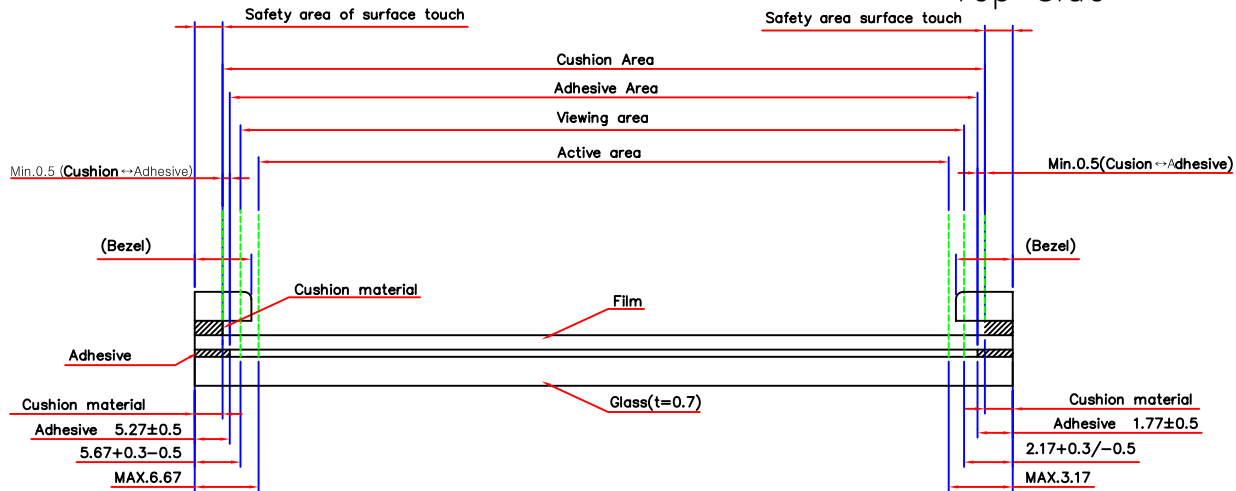 Safety area of surface touch
Safety area surface touch
Cushion Area
Adhesive Area
Viewing area
Active area
Min.0.5 (Cushion↔Adhesive)
Min.0.5(Cusion↔Adhesive)
(Bezel)
(Bezel)
Cushion material
Film
Adhesive
Glass(t=0.7)
Cushion material
Cushion material
Adhesive 5.27±0.5
Adhesive 1.77±0.5
5.67+0.3-0.5
2.17+0.3/-0.5
MAX.6.67
MAX.3.17